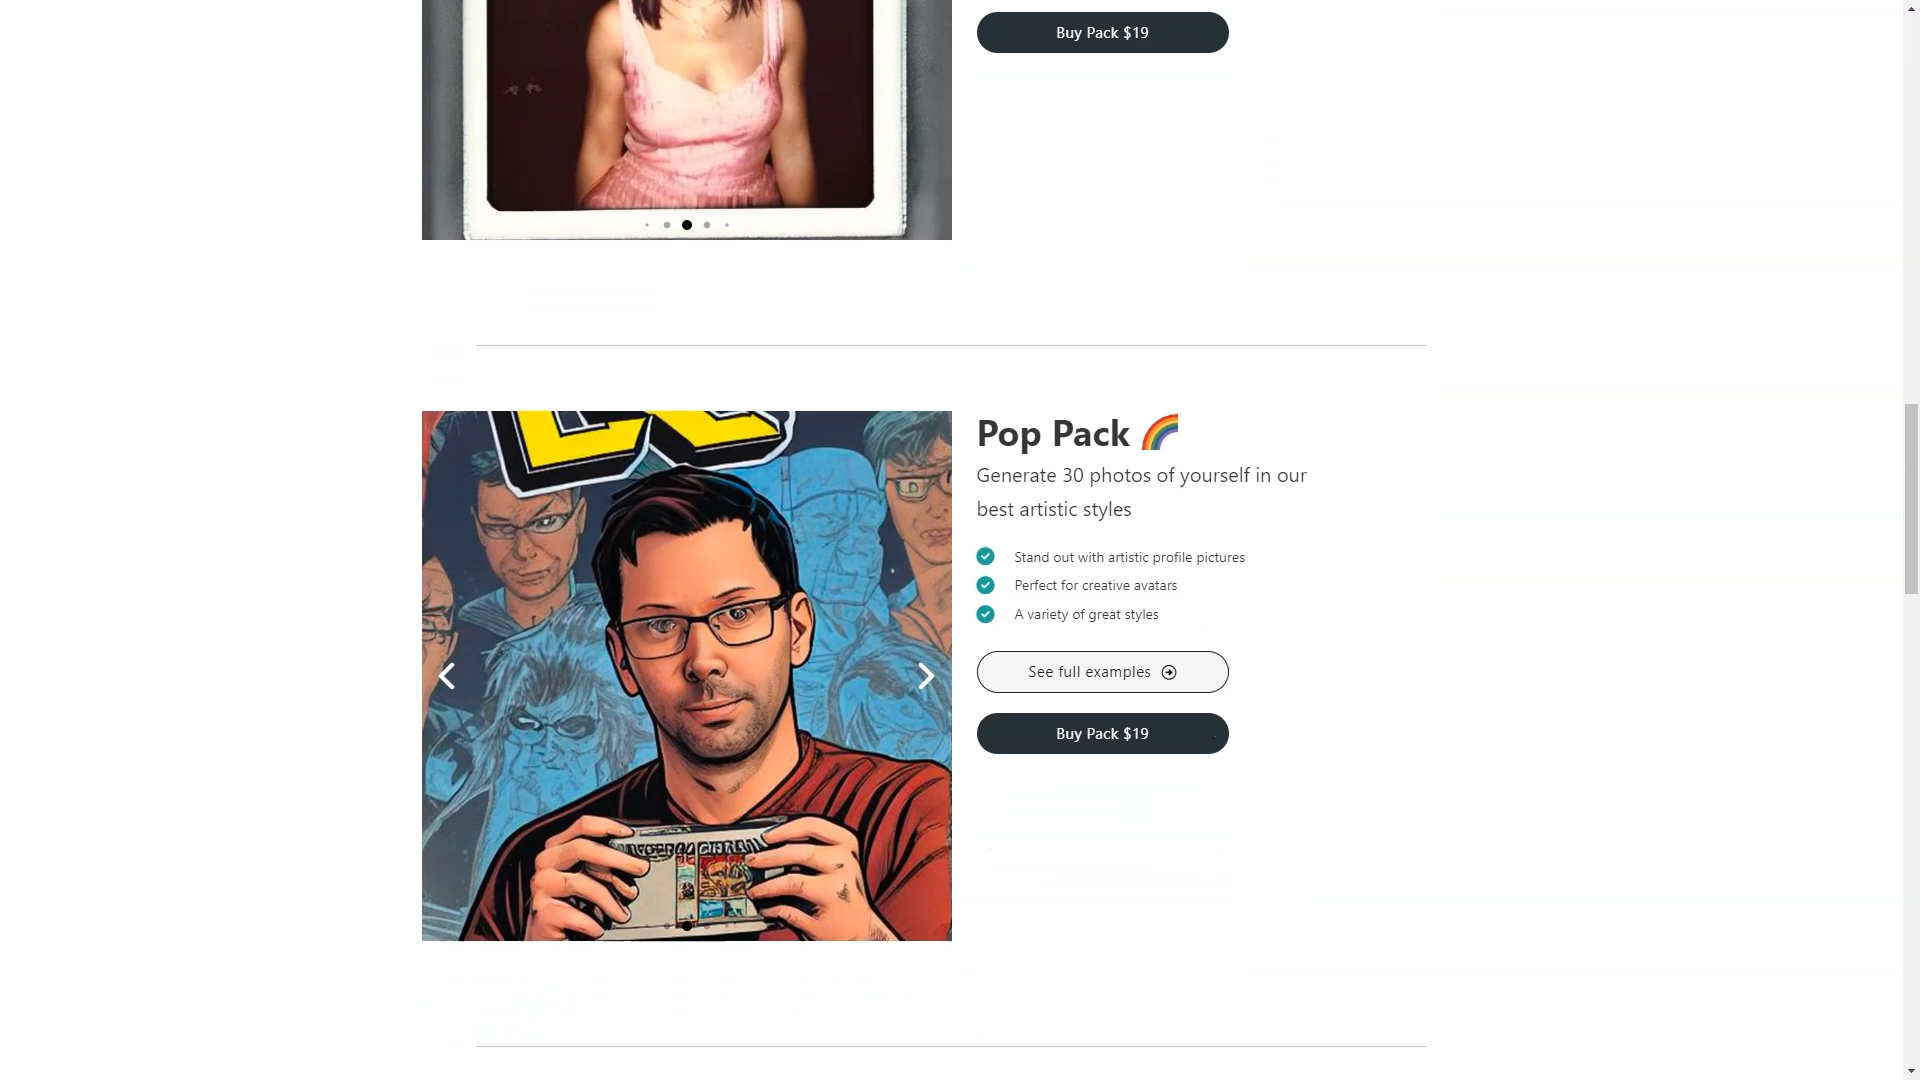 Buy Pack $19
Pop Pack
Generate 30 photos of yourself in our
best artistic styles
Stand out with artistic profile pictures
Perfect for creative avatars
A variety of great styles
See full examples
Buy Pack $19